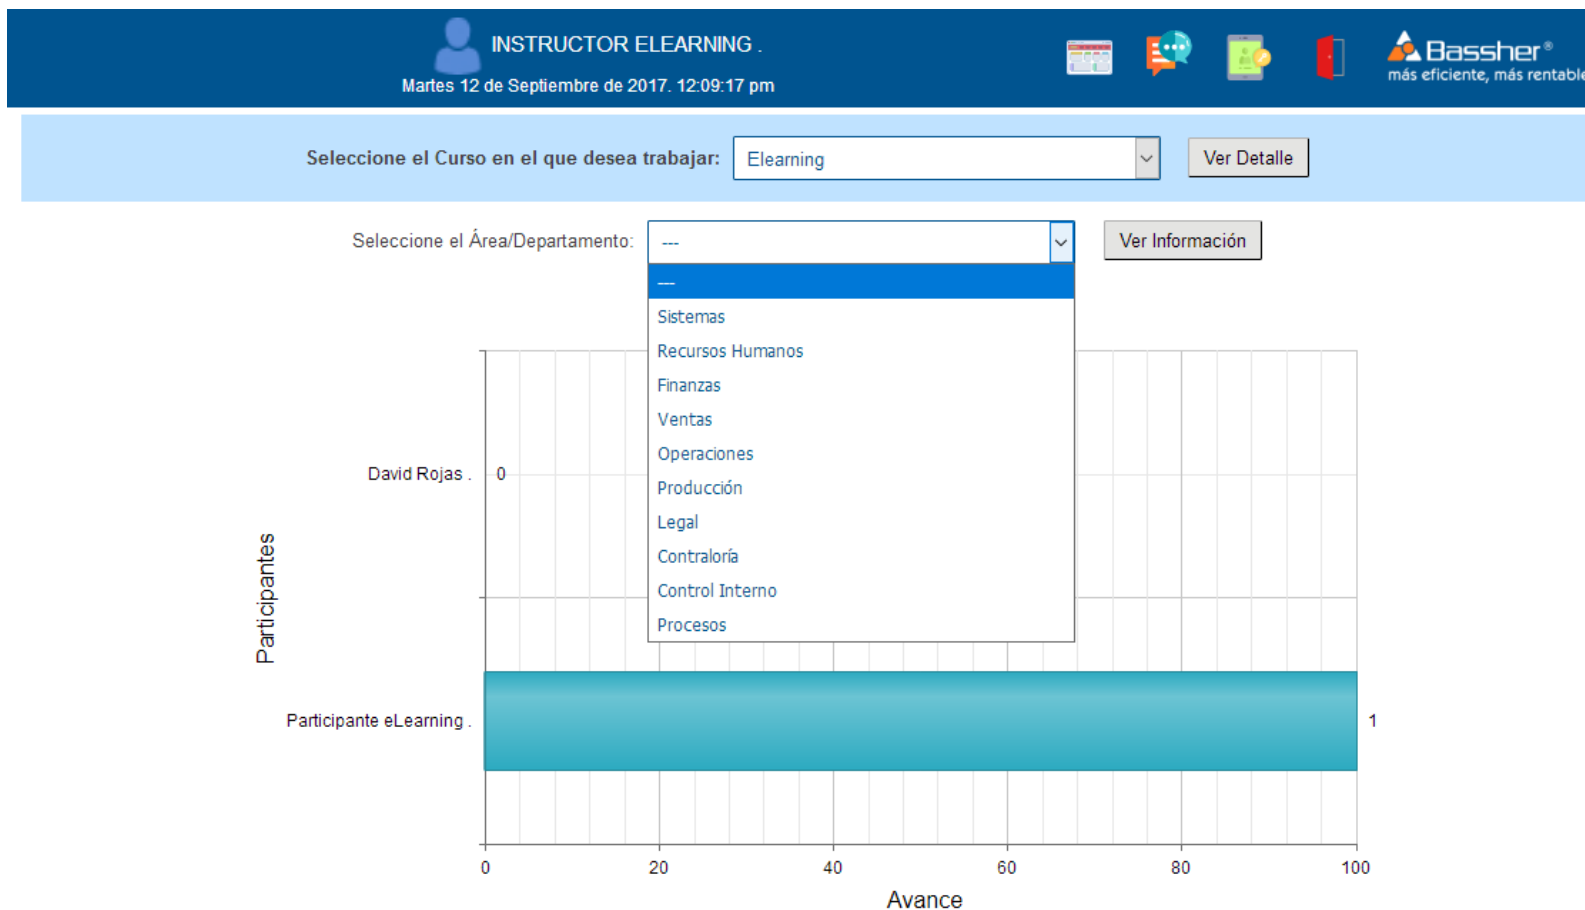 INSTRUCTOR ELEARNING .
Martes 12 de Septiembre de 2017. 12:09:17 pm
Bassher®
más eficiente, más rentable
Seleccione el Curso en el que desea trabajar: Elearning Ver Detalle
Seleccione el Área/Departamento: --- Ver Información
---
Sistemas
Recursos Humanos
Finanzas
Ventas
Operaciones
Producción
Legal
Contraloría
Control Interno
Procesos
Participantes
David Rojas . 0
Participante eLearning . 1
0 20 40 60 80 100
Avance